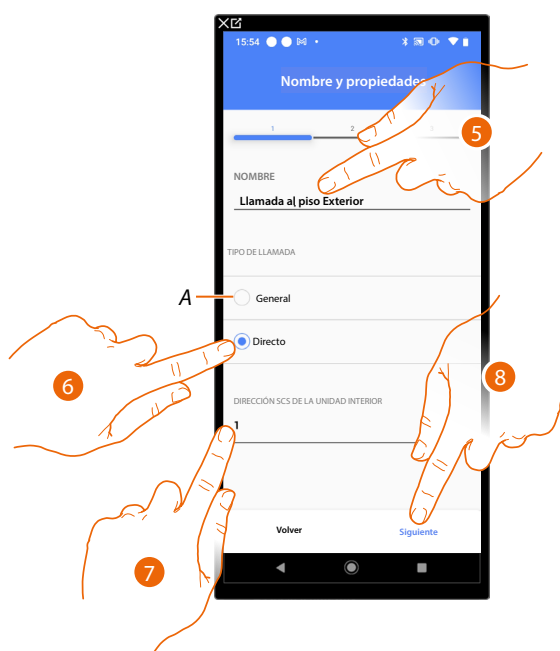 15:54
Nombre y propiedades
1 2 3
5
NOMBRE
Llamada al piso Exterior
TIPO DE LLAMADA
A
General
6
Directo
8
DIRECCIÓN SCS DE LA UNIDAD INTERIOR
1
7
Volver
Siguiente